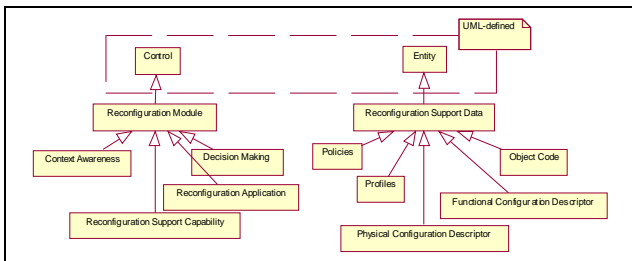 UML-defined
Control
Entity
Reconfiguration Module
Reconfiguration Support Data
Context Awareness
Decision Making
Policies
Object Code
Reconfiguration Application
Profiles
Functional Configuration Descriptor
Reconfiguration Support Capability
Physical Configuration Descriptor